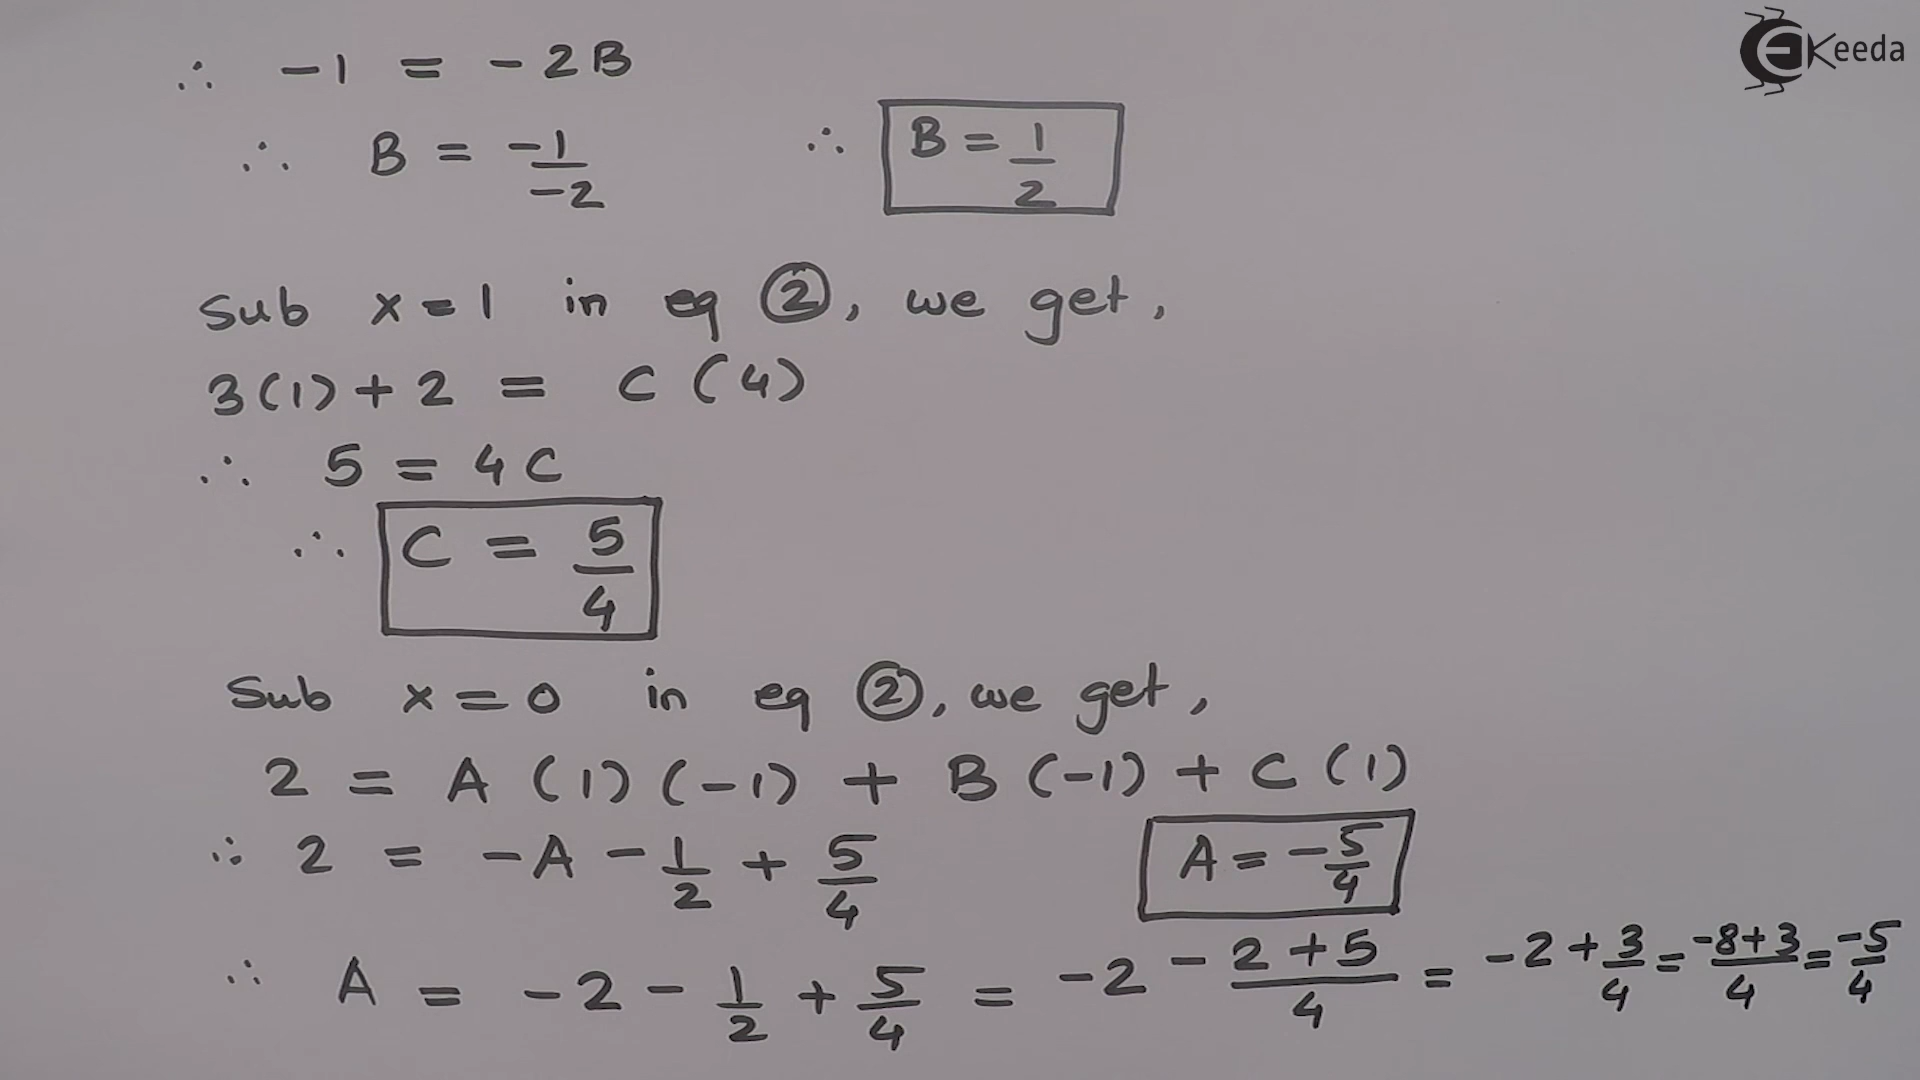 EKeeda
∴ -1 = -2B
∴ B = -1/-2 ∴ B = 1/2
Sub x=1 in eq ②, we get,
3(1)+2 = C(4)
∴ 5 = 4C
∴ C = 5/4
Sub x=0 in eq ②, we get,
2 = A(1)(-1) + B(-1) + C(1)
∴ 2 = -A - 1/2 + 5/4 A = -5/4
∴ A = -2 - 1/2 + 5/4 = -2 - 2+5/4 = -2 + 3/4 = -8+3/4 = -5/4